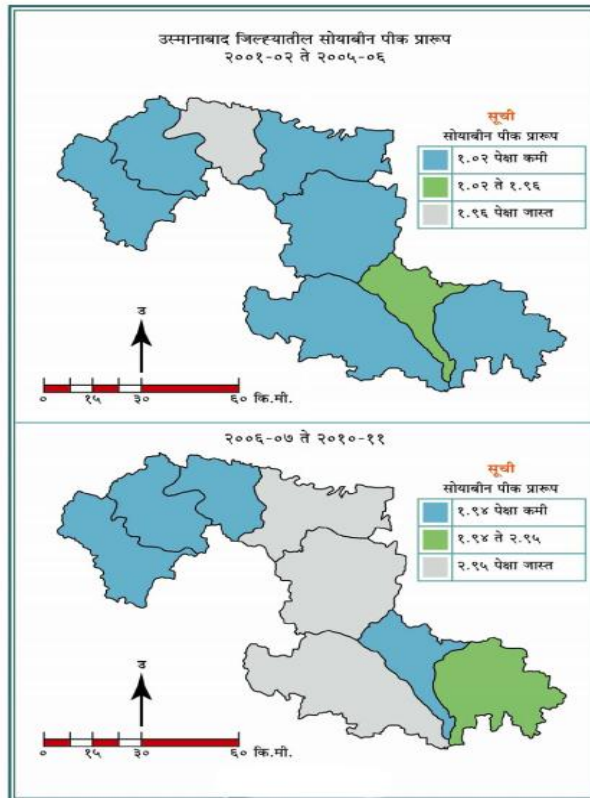 उस्मानाबाद जिल्ह्यातील सोयाबीन पीक प्रारूप
२००१-०२ ते २००५-०६
सूची
सोयाबीन पीक प्रारूप
१.०२ पेक्षा कमी
१.०२ ते १.९६
१.९६ पेक्षा जास्त
उ
० १५ ३० ६० कि.मी.
२००६-०७ ते २०१०-११
सूची
सोयाबीन पीक प्रारूप
१.९४ पेक्षा कमी
१.९४ ते २.९५
२.९५ पेक्षा जास्त
उ
० १५ ३० ६० कि.मी.